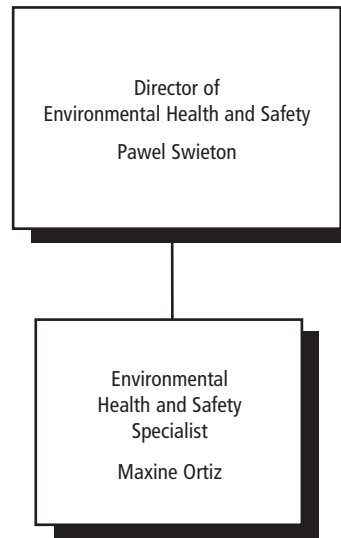 Director of
Environmental Health and Safety
Pawel Swieton
Environmental
Health and Safety
Specialist
Maxine Ortiz